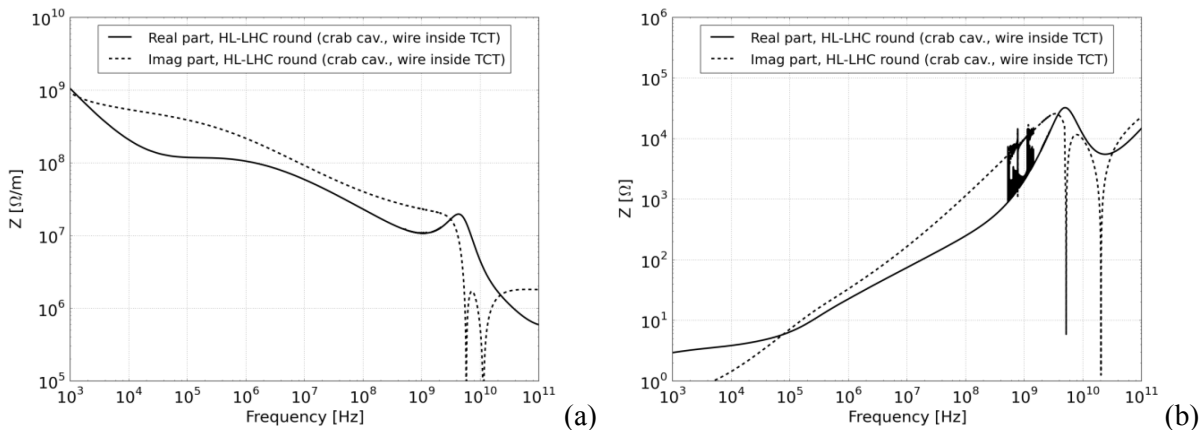 10^10
10^9
10^8
10^7
10^6
10^5
Z [Ω/m]
Real part, HL-LHC round (crab cav., wire inside TCT)
Imag part, HL-LHC round (crab cav., wire inside TCT)
10^3 10^4 10^5 10^6 10^7 10^8 10^9 10^10 10^11
Frequency [Hz]
(a)
10^6
10^5
10^4
10^3
10^2
10^1
10^0
Z [Ω]
Real part, HL-LHC round (crab cav., wire inside TCT)
Imag part, HL-LHC round (crab cav., wire inside TCT)
10^3 10^4 10^5 10^6 10^7 10^8 10^9 10^10 10^11
Frequency [Hz]
(b)